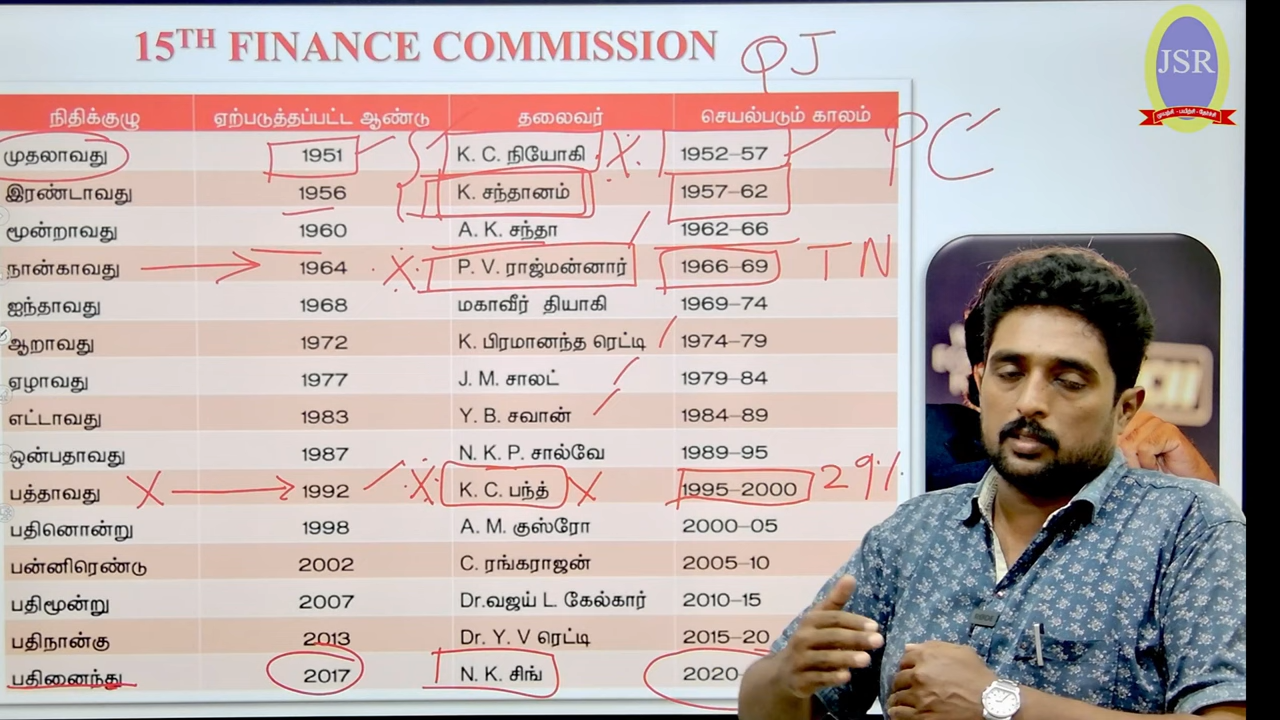 15TH FINANCE COMMISSION
QJ
JSR
நிதிக்குழு ஏற்படுத்தப்பட்ட ஆண்டு தலைவர் செயல்படும் காலம்
முதலாவது 1951 K. C. நியோகி X 1952–57 PC
இரண்டாவது 1956 K. சந்தானம் 1957–62
மூன்றாவது 1960 A. K. சந்தா 1962–66
நான்காவது 1964 X P. V. ராஜ்மன்னார் 1966–69 TN
ஐந்தாவது 1968 மகாவீர் தியாகி 1969–74
ஆறாவது 1972 K. பிரமானந்த ரெட்டி 1974–79
ஏழாவது 1977 J. M. சாலட் 1979–84
எட்டாவது 1983 Y. B. சவான் 1984–89
ஒன்பதாவது 1987 N. K. P. சால்வே 1989–95
பத்தாவது X 1992 X K. C. பந்த் X 1995–2000 29%
பதினொன்று 1998 A. M. குஸ்ரோ 2000–05
பன்னிரெண்டு 2002 C. ரங்கராஜன் 2005–10
பதிமூன்று 2007 Dr.விஜய் L. கேல்கார் 2010–15
பதிநான்கு 2013 Dr. Y. V ரெட்டி 2015–20
பதினைந்து 2017 N. K. சிங் 2020